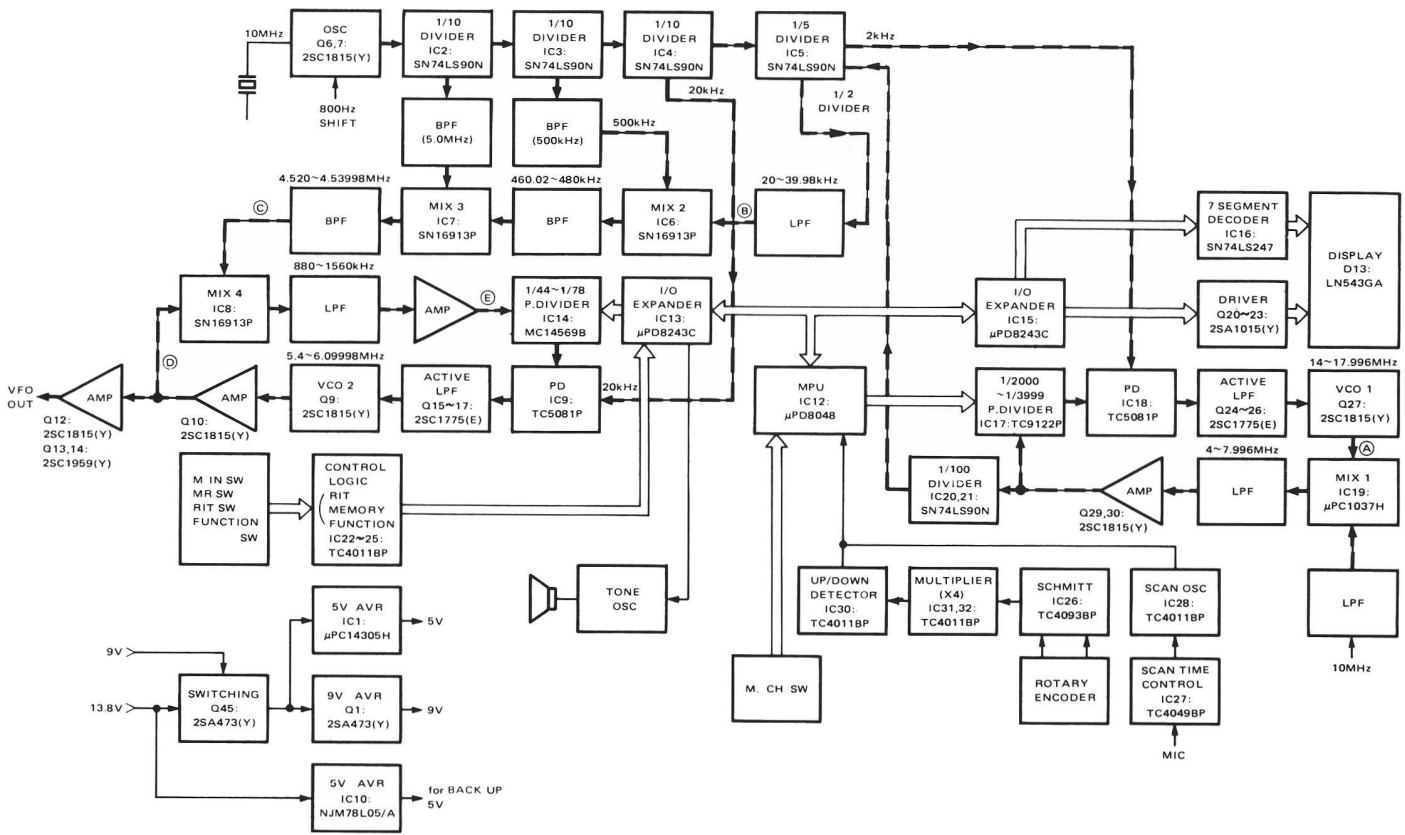 10MHz
OSC
Q6,7:
2SC1815(Y)
800Hz
SHIFT
1/10
DIVIDER
IC2:
SN74LS90N
1/10
DIVIDER
IC3:
SN74LS90N
1/10
DIVIDER
IC4:
SN74LS90N
1/5
DIVIDER
IC5:
SN74LS90N
2kHz
20kHz
1/2
DIVIDER
BPF
(5.0MHz)
BPF
(500kHz)
500kHz
4.520~4.53998MHz
BPF
C
MIX 3
IC7:
SN16913P
460.02~480kHz
BPF
MIX 2
IC6:
SN16913P
B
20~39.98kHz
LPF
7 SEGMENT
DECODER
IC16:
SN74LS247
DISPLAY
D13:
LN543GA
MIX 4
IC8:
SN16913P
880~1560kHz
LPF
AMP
E
1/44~1/78
P.DIVIDER
IC14:
MC14569B
I/O
EXPANDER
IC13:
μPD8243C
I/O
EXPANDER
IC15:
μPD8243C
DRIVER
Q20~23:
2SA1015(Y)
VFO
OUT
AMP
Q12:
2SC1815(Y)
Q13,14:
2SC1959(Y)
D
AMP
Q10:
2SC1815(Y)
5.4~6.09998MHz
VCO 2
Q9:
2SC1815(Y)
ACTIVE
LPF
Q15~17:
2SC1775(E)
PD
IC9:
TC5081P
20kHz
MPU
IC12:
μPD8048
1/2000
~1/3999
P.DIVIDER
IC17:TC9122P
PD
IC18:
TC5081P
ACTIVE
LPF
Q24~26:
2SC1775(E)
14~17.996MHz
VCO 1
Q27:
2SC1815(Y)
A
M IN SW
MR SW
RIT SW
FUNCTION
SW
CONTROL
LOGIC
( RIT
MEMORY
FUNCTION
IC22~25:
TC4011BP
1/100
DIVIDER
IC20,21:
SN74LS90N
AMP
Q29,30:
2SC1815(Y)
4~7.996MHz
LPF
MIX 1
IC19:
μPC1037H
LPF
10MHz
TONE
OSC
UP/DOWN
DETECTOR
IC30:
TC4011BP
MULTIPLIER
(X4)
IC31,32:
TC4011BP
SCHMITT
IC26:
TC4093BP
SCAN OSC
IC28:
TC4011BP
M. CH SW
ROTARY
ENCODER
SCAN TIME
CONTROL
IC27:
TC4049BP
MIC
9V
13.8V
SWITCHING
Q45:
2SA473(Y)
5V AVR
IC1:
μPC14305H
5V
9V AVR
Q1:
2SA473(Y)
9V
5V AVR
IC10:
NJM78L05/A
for BACK UP
5V